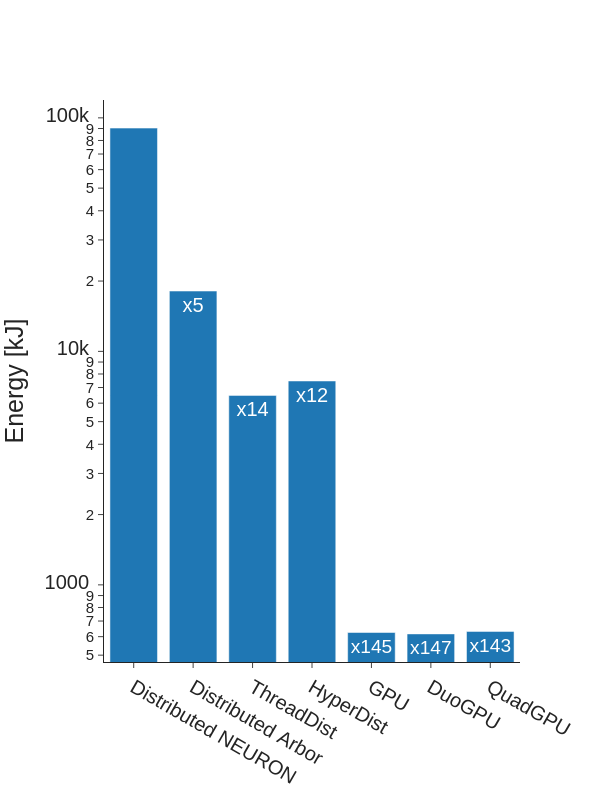 100k
9
8
7
6
5
4
3
2
10k
9
8
7
6
5
4
3
2
1000
9
8
7
6
5
Energy [kJ]
x5
x14
x12
x145
x147
x143
Distributed NEURON
Distributed Arbor
ThreadDist
HyperDist
GPU
DuoGPU
QuadGPU